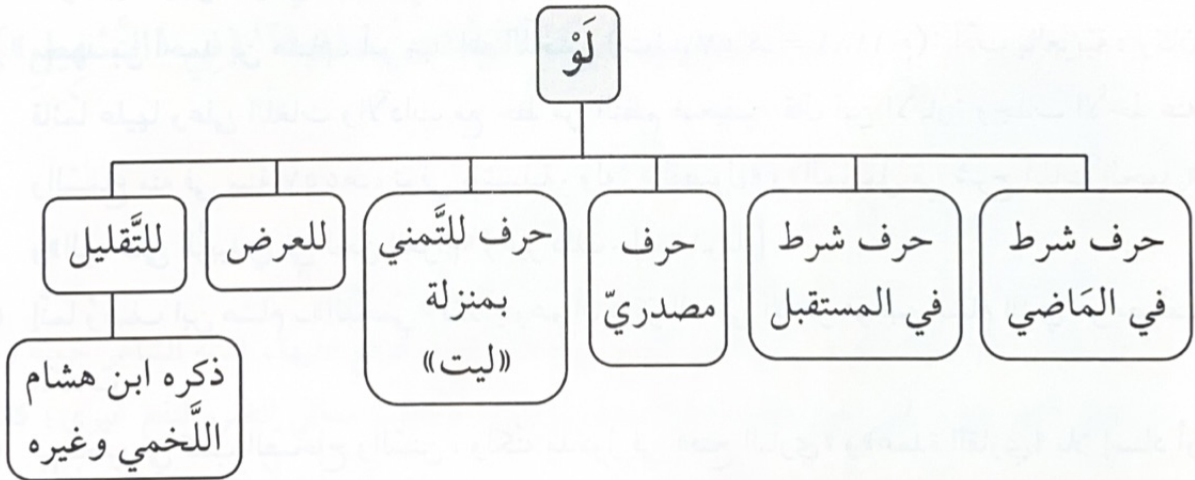 لَوْ
حرف شرط
في المَاضي
حرف شرط
في المستقبل
حرف
مصدريّ
حرف للتَّمني
بمنزلة
«ليت»
للعرض
للتَّقليل
ذكره ابن هشام
اللَّخمي وغيره